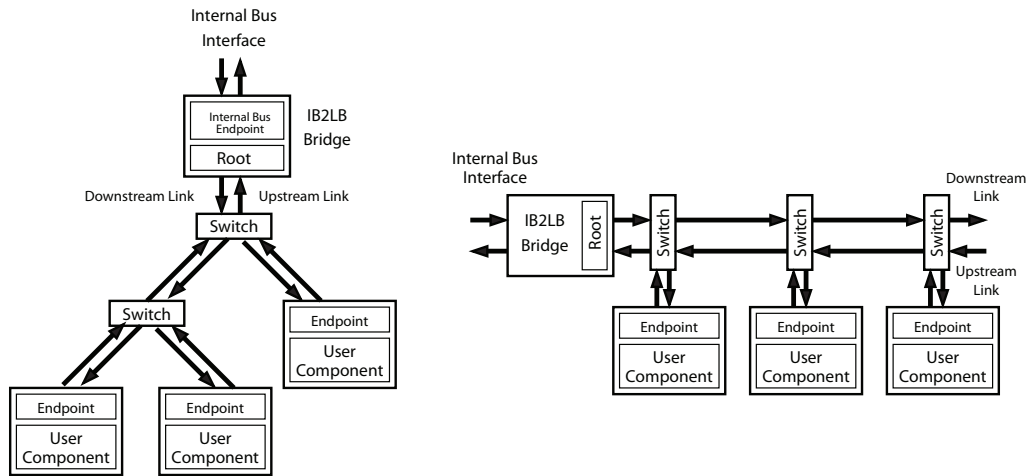 Internal Bus
Interface
Internal Bus
Endpoint
Root
IB2LB
Bridge
Downstream Link
Upstream Link
Switch
Switch
Endpoint
User
Component
Endpoint
User
Component
Endpoint
User
Component
Internal Bus
Interface
IB2LB
Bridge
Root
Switch
Switch
Switch
Downstream
Link
Upstream
Link
Endpoint
User
Component
Endpoint
User
Component
Endpoint
User
Component